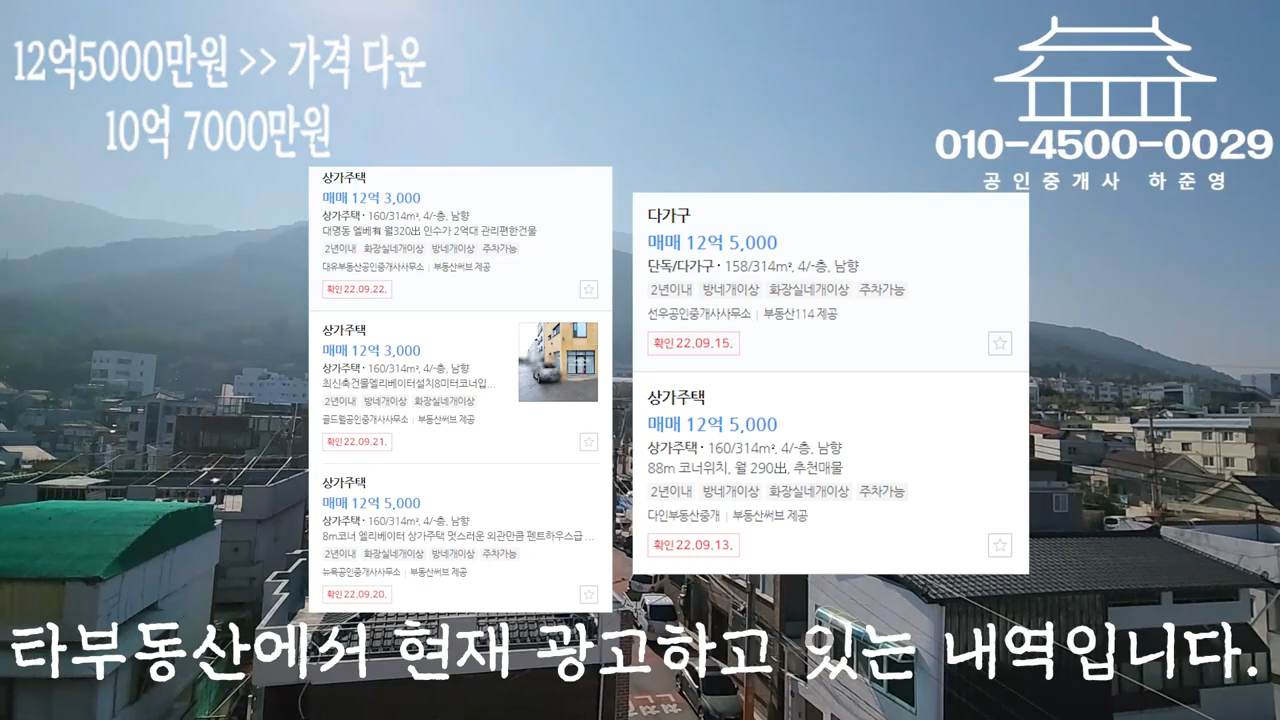 12억5000만원 >> 가격 다운
10억 7000만원
010-4500-0029
공인중개사 하준영
상가주택
매매 12억 3,000
상가주택 · 160/314m², 4/-층, 남향
대명동 엘베有 월320出 인수가 2억대 관리편한건물
2년이내 화장실네개이상 방네개이상 주차가능
대유부동산공인중개사사무소 | 부동산써브 제공
확인 22.09.22.
상가주택
매매 12억 3,000
상가주택 · 160/314m², 4/-층, 남향
최신축건물엘리베이터설치8미터코너입...
2년이내 방네개이상 화장실네개이상
골드웰공인중개사사무소 | 부동산써브 제공
확인 22.09.21.
상가주택
매매 12억 5,000
상가주택 · 160/314m², 4/-층, 남향
8m코너 엘리베이터 상가주택 멋스러운 외관만큼 펜트하우스급 ...
2년이내 화장실네개이상 방네개이상 주차가능
뉴욕공인중개사사무소 | 부동산써브 제공
확인 22.09.20.
다가구
매매 12억 5,000
단독/다가구 · 158/314m², 4/-층, 남향
2년이내 방네개이상 화장실네개이상 주차가능
선우공인중개사사무소 | 부동산114 제공
확인 22.09.15.
상가주택
매매 12억 5,000
상가주택 · 160/314m², 4/-층, 남향
88m 코너위치, 월 290出, 추천매물
2년이내 방네개이상 화장실네개이상 주차가능
다인부동산중개 | 부동산써브 제공
확인 22.09.13.
타부동산에서 현재 광고하고 있는 내역입니다.